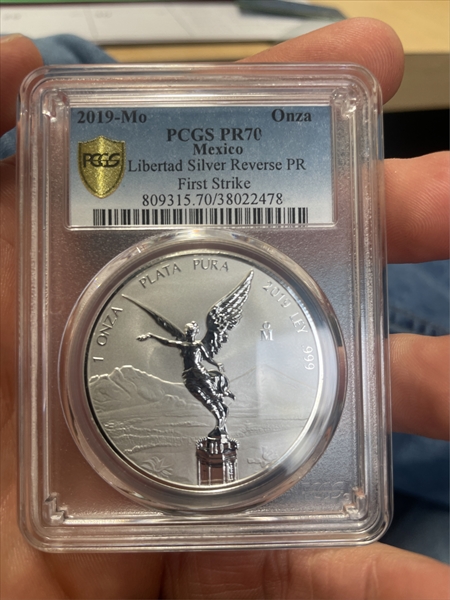 2019-Mo Onza
PCGS PR70
Mexico
PCGS
Libertad Silver Reverse PR
First Strike
809315.70/38022478
1 ONZA PLATA PURA 2019 LEY .999
Mo